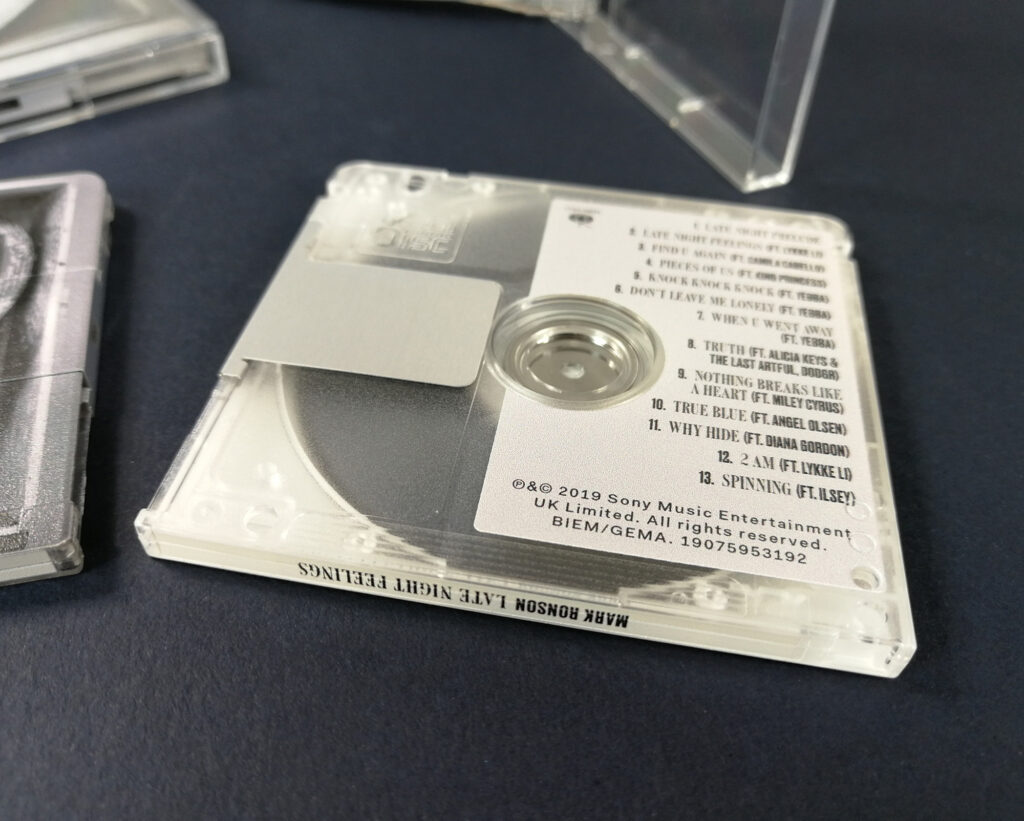 1. LATE NIGHT PRELUDE
2. LATE NIGHT FEELINGS (FT. LYKKE LI)
3. FIND U AGAIN (FT. CAMILA CABELLO)
4. PIECES OF US (FT. KING PRINCESS)
5. KNOCK KNOCK KNOCK (FT. YEBBA)
6. DON'T LEAVE ME LONELY (FT. YEBBA)
7. WHEN U WENT AWAY
(FT. YEBBA)
8. TRUTH (FT. ALICIA KEYS &
THE LAST ARTFUL, DODGR)
9. NOTHING BREAKS LIKE
A HEART (FT. MILEY CYRUS)
10. TRUE BLUE (FT. ANGEL OLSEN)
11. WHY HIDE (FT. DIANA GORDON)
12. 2 AM (FT. LYKKE LI)
13. SPINNING (FT. ILSEY)
℗&© 2019 Sony Music Entertainment
UK Limited. All rights reserved.
BIEM/GEMA. 19075953192
MARK RONSON LATE NIGHT FEELINGS